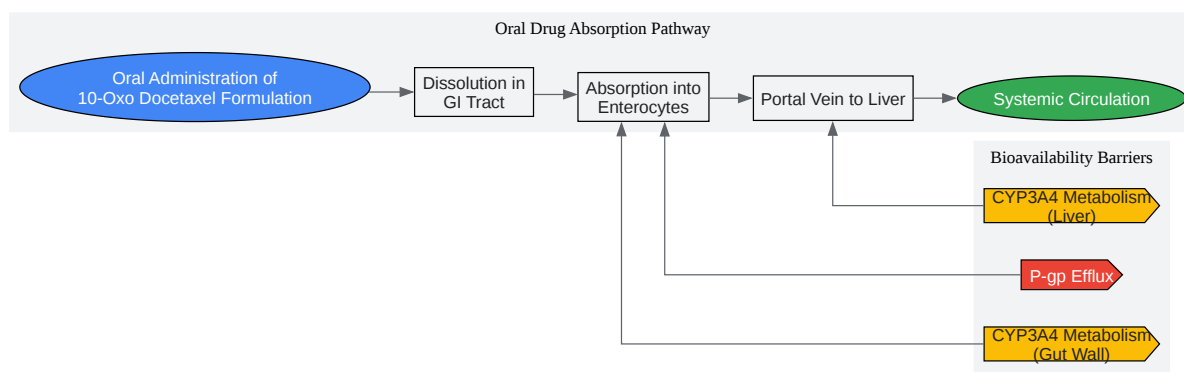 Oral Drug Absorption Pathway
Oral Administration of
10-Oxo Docetaxel Formulation
Dissolution in
GI Tract
Absorption into
Enterocytes
Portal Vein to Liver
Systemic Circulation
Bioavailability Barriers
CYP3A4 Metabolism
(Liver)
P-gp Efflux
CYP3A4 Metabolism
(Gut Wall)